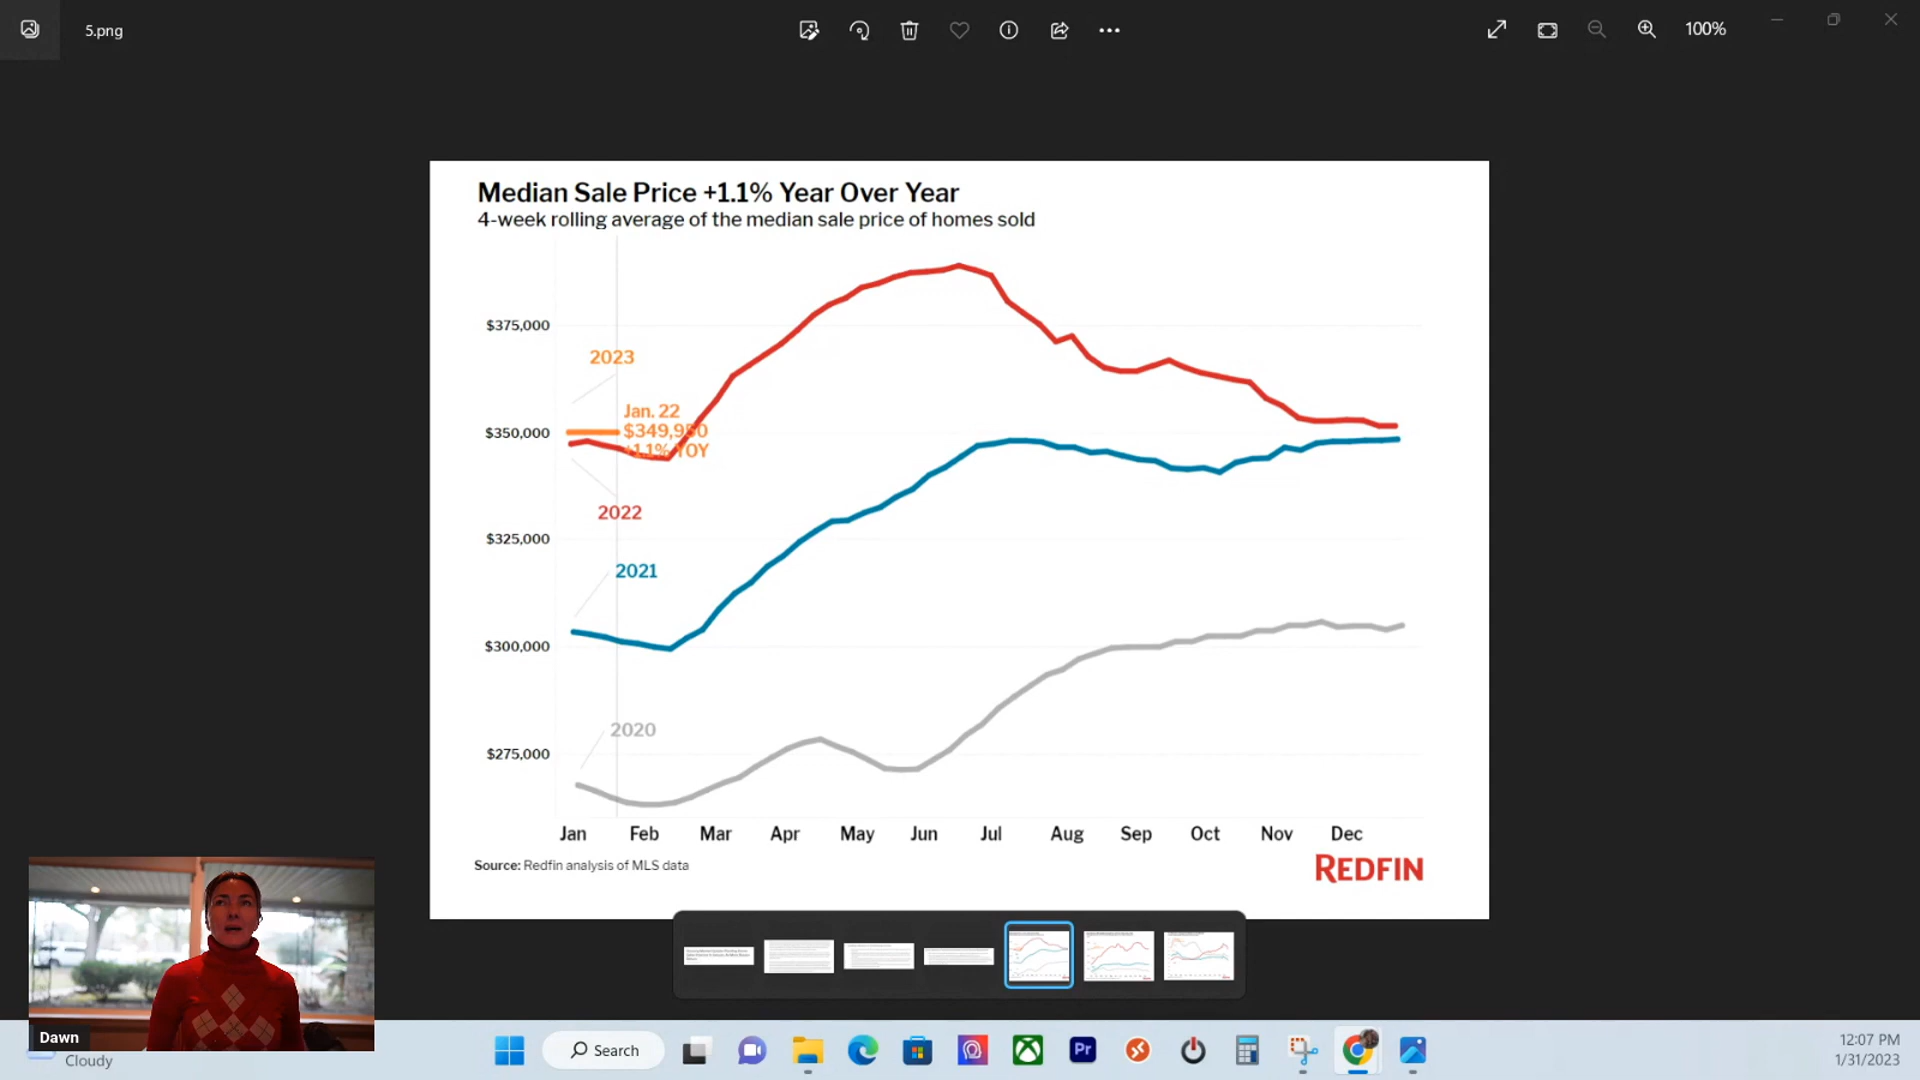 5.png
100%
Median Sale Price +1.1% Year Over Year
4-week rolling average of the median sale price of homes sold
$375,000
2023
Jan. 22
$350,000
$349,950
+1.1% YOY
2022
$325,000
2021
$300,000
2020
$275,000
Jan Feb Mar Apr May Jun Jul Aug Sep Oct Nov Dec
Source: Redfin analysis of MLS data
REDFIN
Dawn
Cloudy
Search
Pr
12:07 PM
1/31/2023